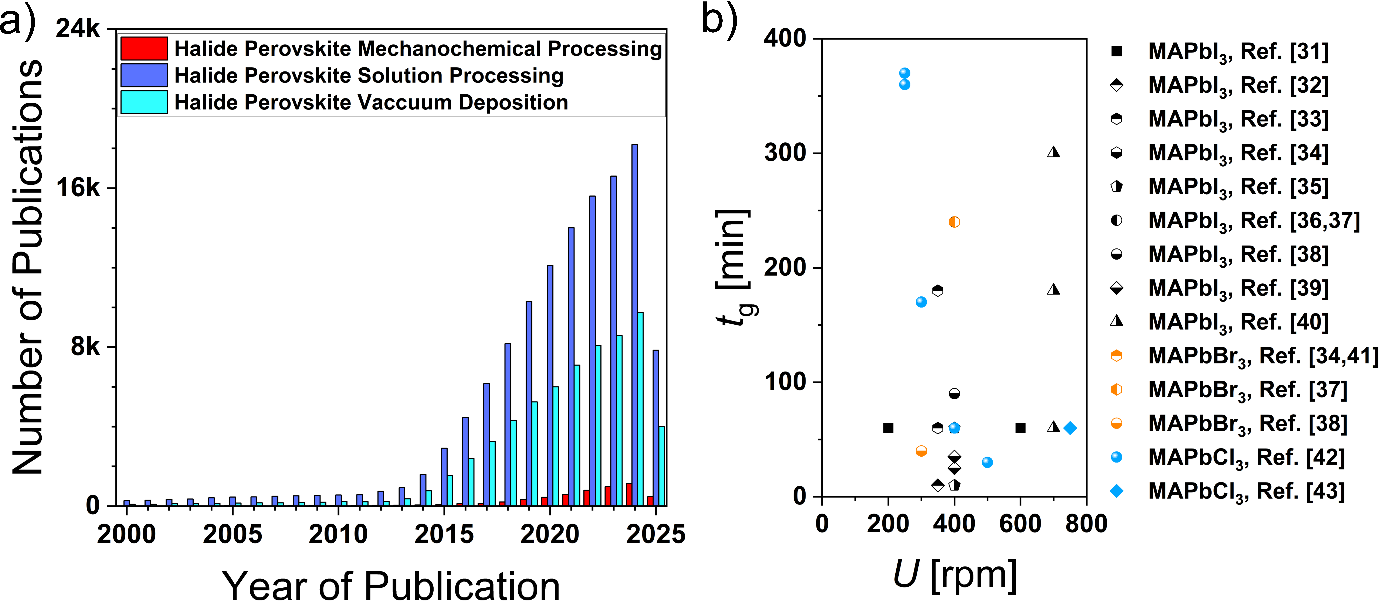 a)
24k
16k
8k
0
Number of Publications
Halide Perovskite Mechanochemical Processing
Halide Perovskite Solution Processing
Halide Perovskite Vaccuum Deposition
2000 2005 2010 2015 2020 2025
Year of Publication
b)
400
300
200
100
0
tg [min]
0 200 400 600 800
U [rpm]
MAPbI3, Ref. [31]
MAPbI3, Ref. [32]
MAPbI3, Ref. [33]
MAPbI3, Ref. [34]
MAPbI3, Ref. [35]
MAPbI3, Ref. [36,37]
MAPbI3, Ref. [38]
MAPbI3, Ref. [39]
MAPbI3, Ref. [40]
MAPbBr3, Ref. [34,41]
MAPbBr3, Ref. [37]
MAPbBr3, Ref. [38]
MAPbCl3, Ref. [42]
MAPbCl3, Ref. [43]